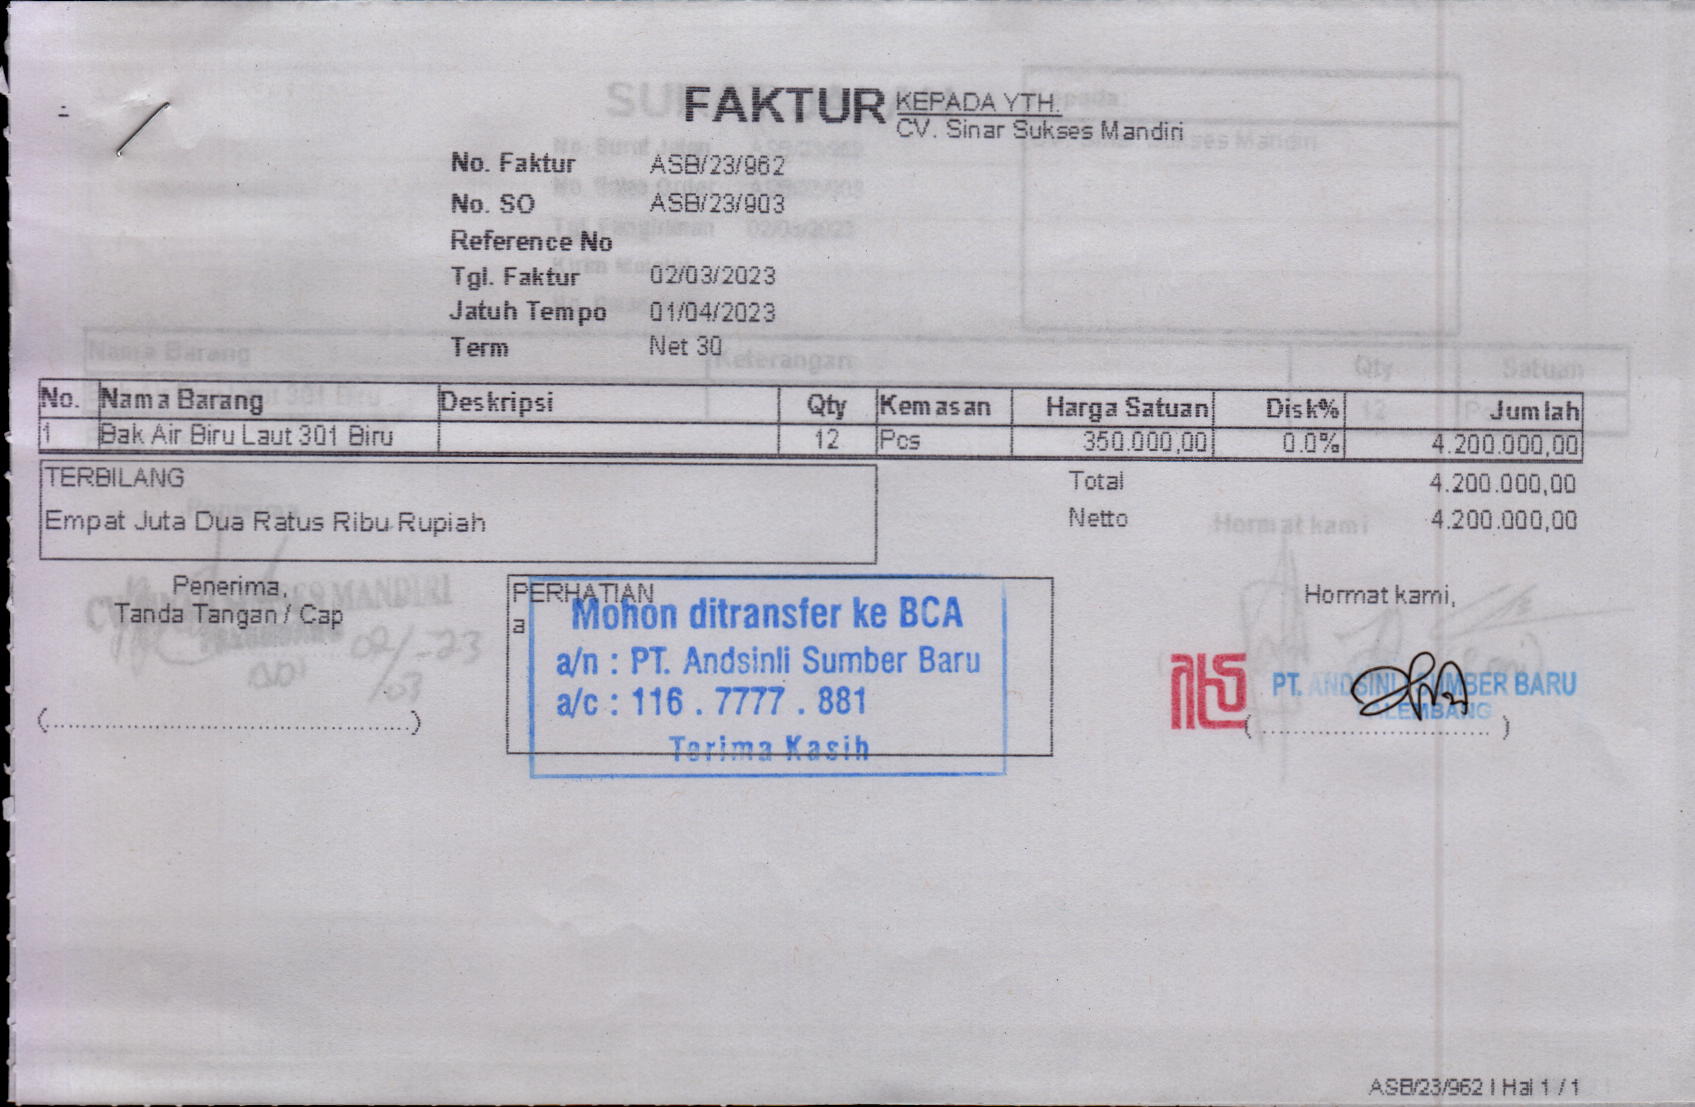 FAKTUR
KEPADA YTH.
CV. Sinar Sukses Mandiri
No. Faktur ASB/23/962
No. SO ASB/23/903
Reference No
Tgl. Faktur 02/03/2023
Jatuh Tempo 01/04/2023
Term Net 30
No. Nama Barang Deskripsi Qty Kemasan Harga Satuan Disk% Jumlah
1 Bak Air Biru Laut 301 Biru 12 Pcs 350.000,00 0.0% 4.200.000,00
TERBILANG
Empat Juta Dua Ratus Ribu Rupiah
Total 4.200.000,00
Netto 4.200.000,00
Penerima,
Tanda Tangan / Cap
(..........................................)
PERHATIAN
a
Mohon ditransfer ke BCA
a/n : PT. Andsinli Sumber Baru
a/c : 116 . 7777 . 881
Terima Kasih
Hormat kami,
PT. ANDSINLI SUMBER BARU
PALEMBANG
(..........................)
ASB/23/962 | Hal 1 / 1